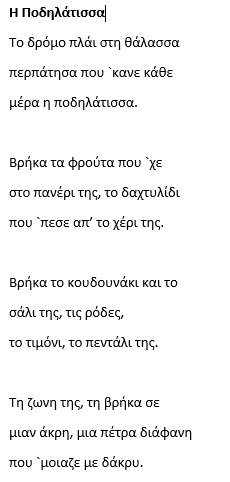 Η Ποδηλάτισσα
Το δρόμο πλάι στη θάλασσα
περπάτησα που `κανε κάθε
μέρα η ποδηλάτισσα.
Βρήκα τα φρούτα που `χε
στο πανέρι της, το δαχτυλίδι
που `πεσε απ’ το χέρι της.
Βρήκα το κουδουνάκι και το
σάλι της, τις ρόδες,
το τιμόνι, το πεντάλι της.
Τη ζωνη της, τη βρήκα σε
μιαν άκρη, μια πέτρα διάφανη
που `μοιαζε με δάκρυ.